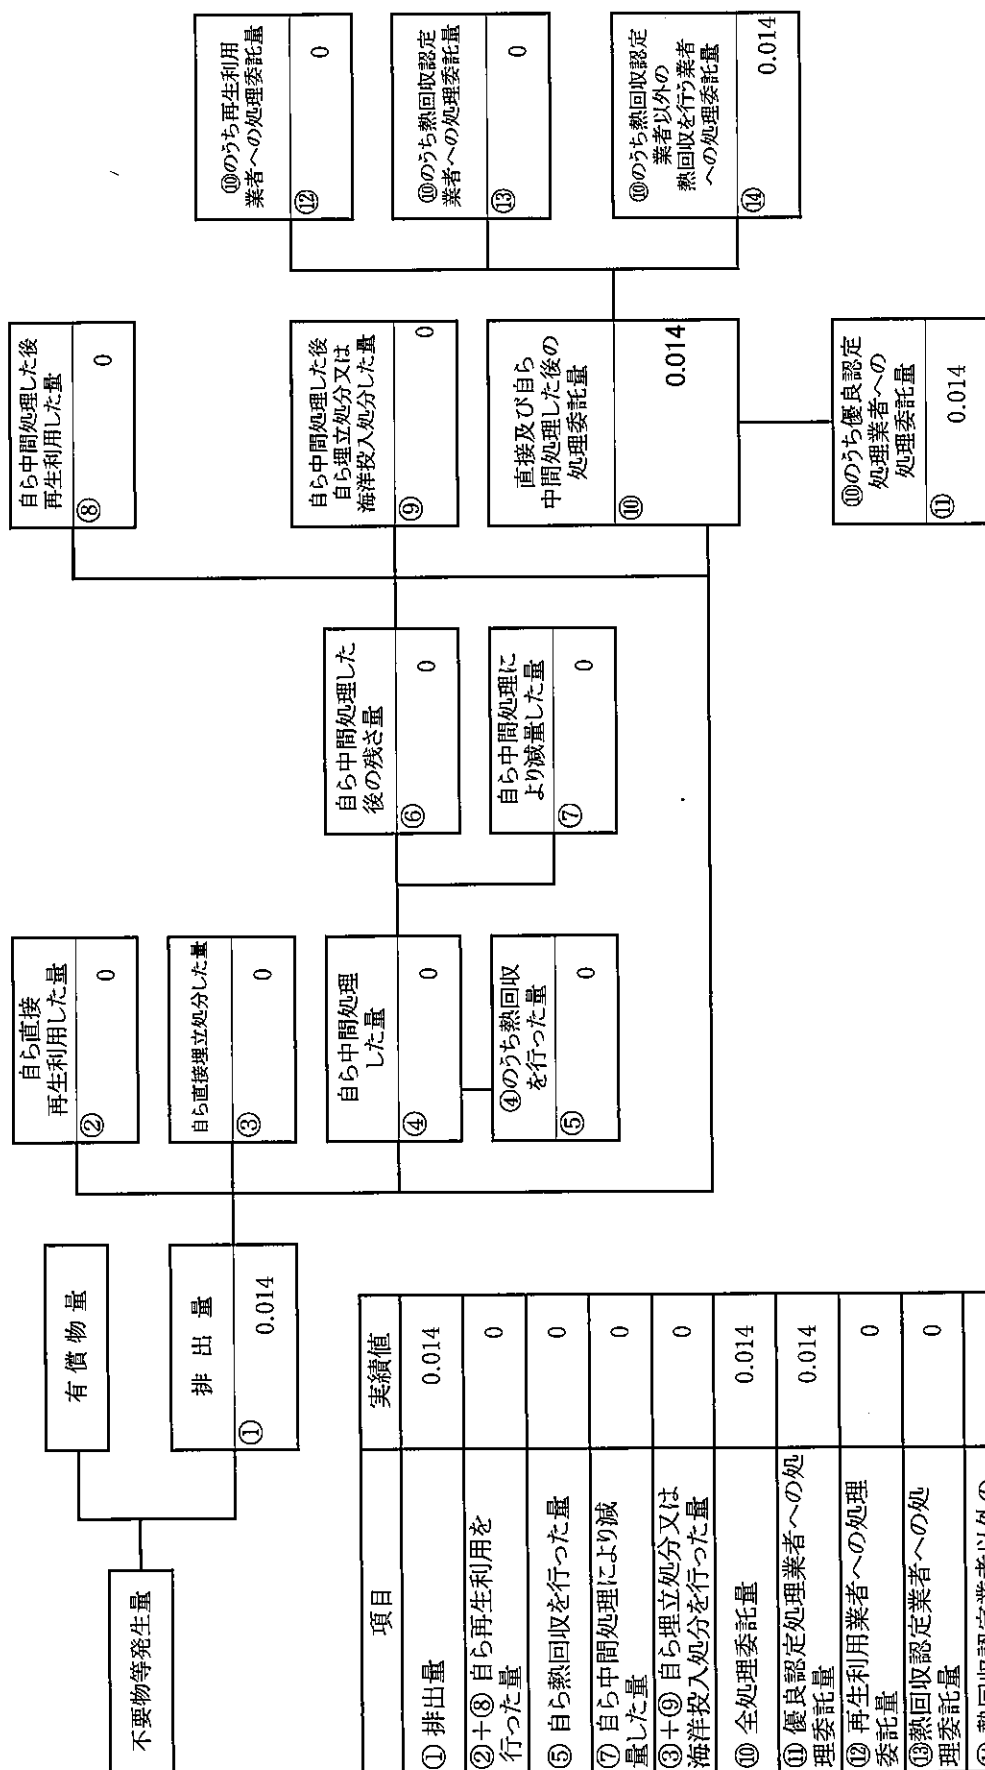 不要物等発生量
有償物量
排出量
①
0.014
自ら直接
再生利用した量
②
0
自ら直接埋立処分した量
③
0
自ら中間処理
した量
④
0
④のうち熱回収
を行った量
⑤
0
自ら中間処理した
後の残さ量
⑥
0
自ら中間処理に
より減量した量
⑦
0
自ら中間処理した後
再生利用した量
⑧
0
自ら中間処理した後
自ら埋立処分又は
海洋投入処分した量
⑨
0
直接及び自ら
中間処理した後の
処理委託量
⑩
0.014
⑩のうち優良認定
処理業者への
処理委託量
⑪
0.014
⑩のうち再生利用
業者への処理委託量
⑫
0
⑩のうち熱回収認定
業者への処理委託量
⑬
0
⑩のうち熱回収認定
業者以外の
熱回収を行う業者
への処理委託量
⑭
0.014
項目
実績値
①排出量
0.014
②+⑧ 自ら再生利用を
行った量
0
⑤ 自ら熱回収を行った量
0
⑦ 自ら中間処理により減
量した量
0
③+⑨ 自ら埋立処分又は
海洋投入処分を行った量
0
⑩ 全処理委託量
0.014
⑪ 優良認定処理業者への処
理委託量
0.014
⑫ 再生利用業者への処理
委託量
0
⑬熱回収認定業者への処
理委託量
0
⑭ 熱回収認定業者以外の